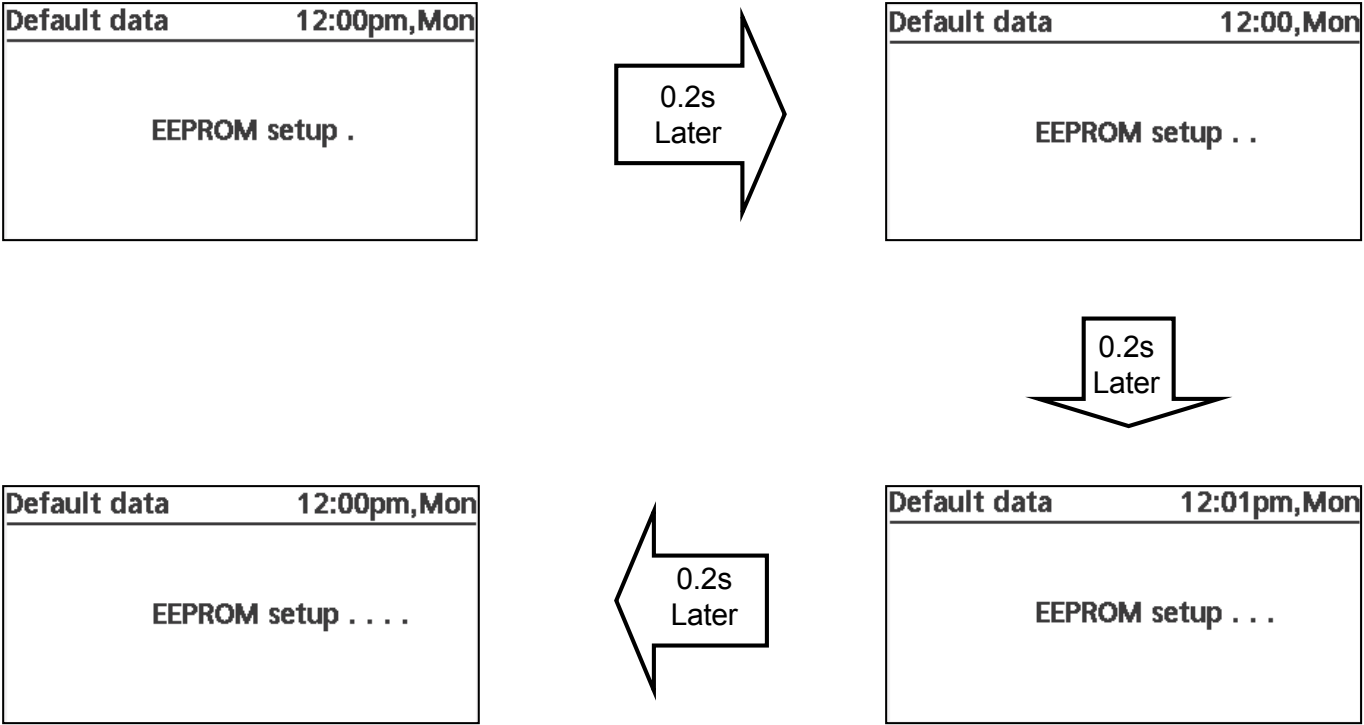 Default data 12:00pm,Mon
EEPROM setup .
0.2s
Later
Default data 12:00,Mon
EEPROM setup . .
0.2s
Later
Default data 12:01pm,Mon
EEPROM setup . . .
0.2s
Later
Default data 12:00pm,Mon
EEPROM setup . . . .